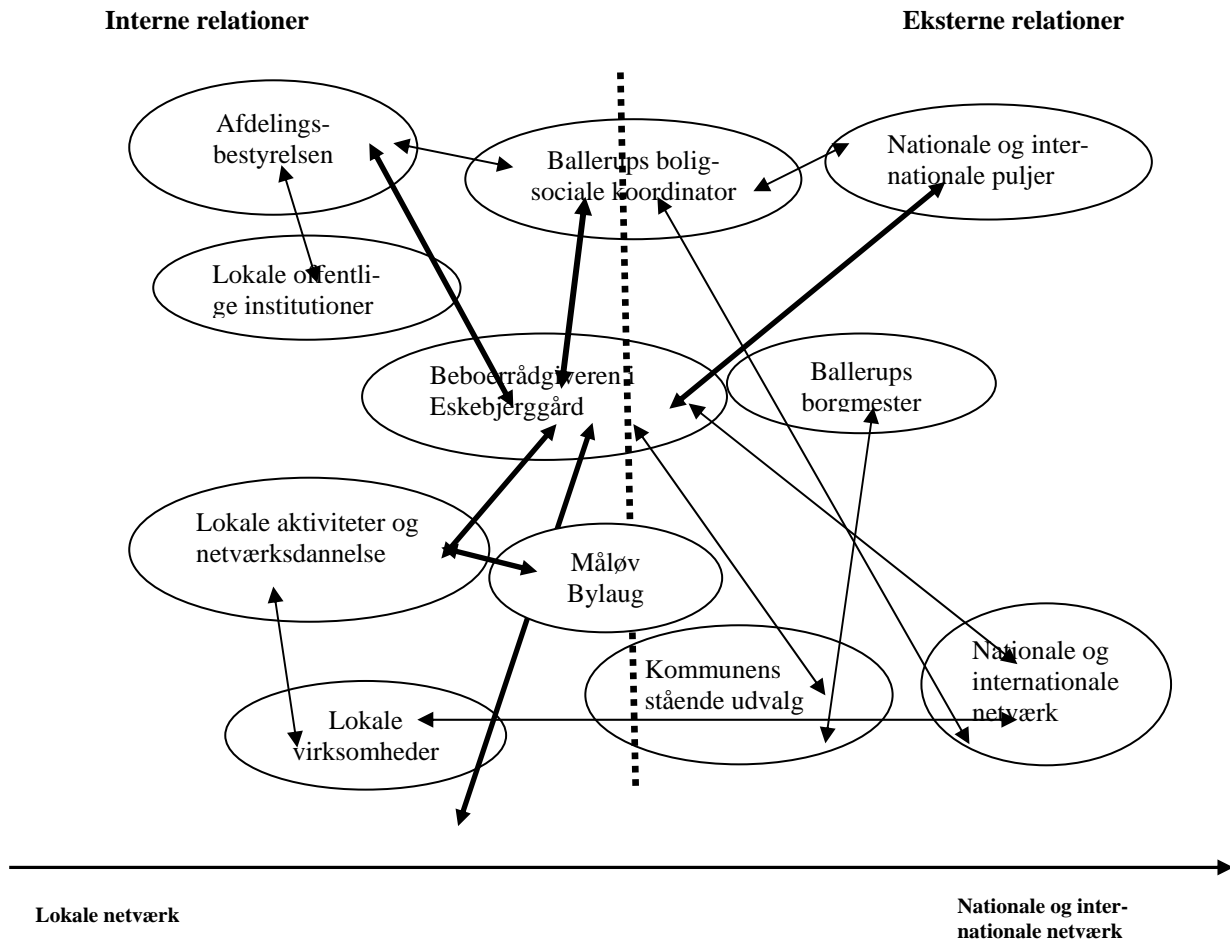 Interne relationer
Eksterne relationer
Afdelings-
bestyrelsen
Ballerups bolig-
sociale koordinator
Nationale og inter-
nationale puljer
Lokale offentli-
ge institutioner
Beboerrådgiveren i
Eskebjerggård
Ballerups
borgmester
Lokale aktiviteter og
netværksdannelse
Måløv
Bylaug
Kommunens
stående udvalg
Nationale og
internationale
netværk
Lokale
virksomheder
Lokale netværk
Nationale og inter-
nationale netværk